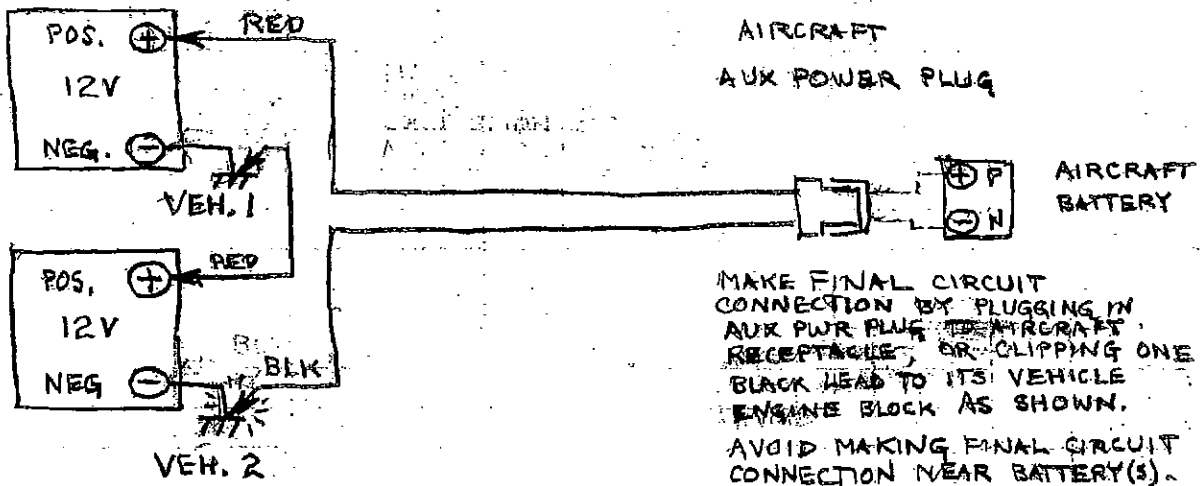 POS. + RED
12V
NEG. -
VEH. 1
AIRCRAFT
AUX POWER PLUG
+ P
- N
AIRCRAFT
BATTERY
POS. + RED
12V
NEG - BLK
VEH. 2
MAKE FINAL CIRCUIT
CONNECTION BY PLUGGING IN
AUX PWR PLUG TO AIRCRAFT
RECEPTACLE, OR CLIPPING ONE
BLACK LEAD TO ITS VEHICLE
ENGINE BLOCK AS SHOWN.
AVOID MAKING FINAL CIRCUIT
CONNECTION NEAR BATTERY(S).